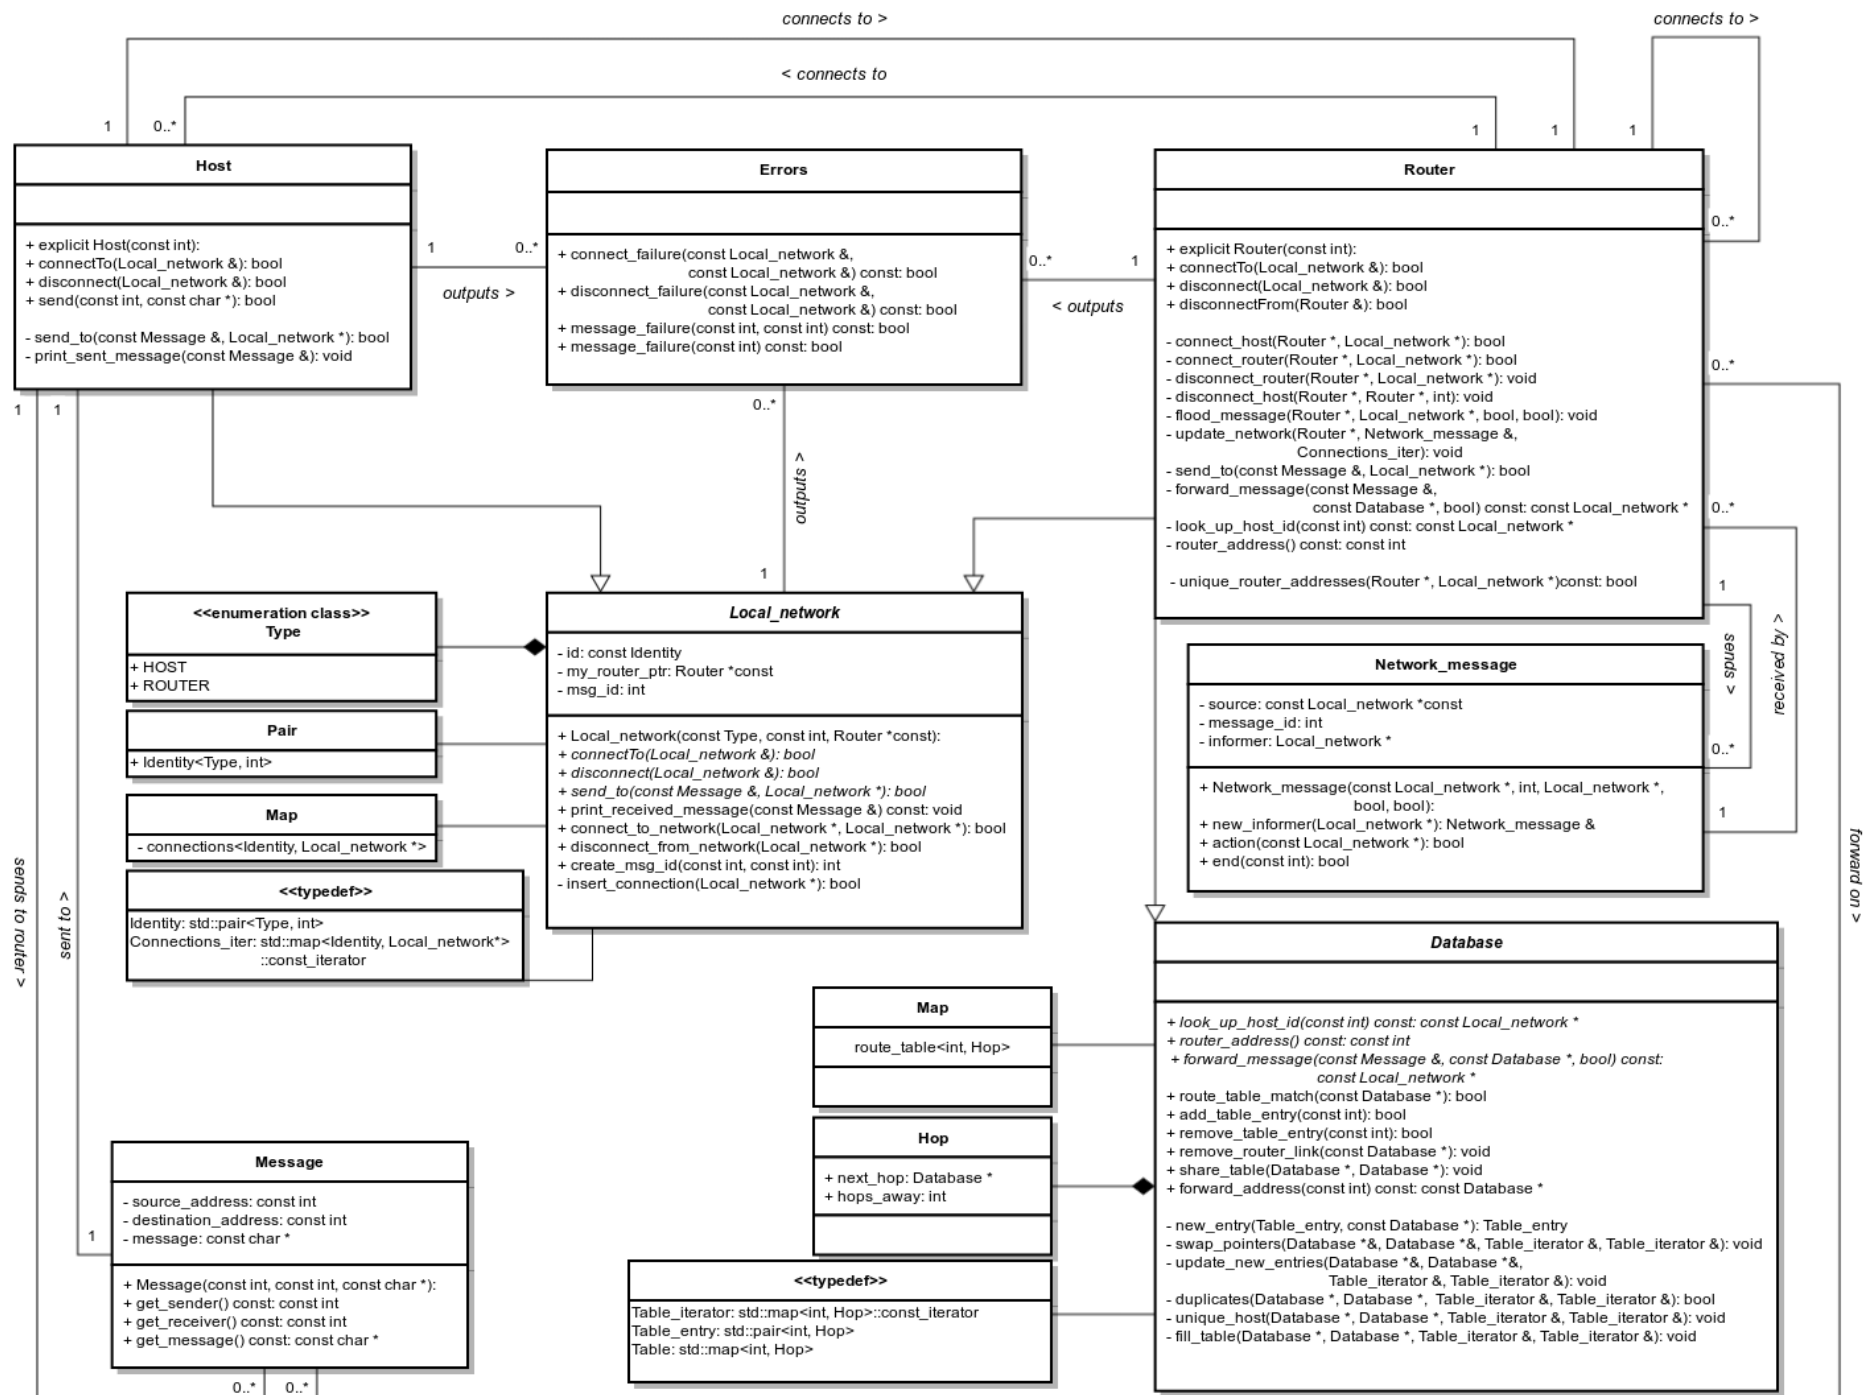 connects to >
connects to >
< connects to
1
0..*
1
1
1
Host
+ explicit Host(const int):
+ connectTo(Local_network &): bool
+ disconnect(Local_network &): bool
+ send(const int, const char *): bool
- send_to(const Message &, Local_network *): bool
- print_sent_message(const Message &): void
1
0..*
outputs >
Errors
+ connect_failure(const Local_network &,
const Local_network &) const: bool
+ disconnect_failure(const Local_network &,
const Local_network &) const: bool
+ message_failure(const int, const int) const: bool
+ message_failure(const int) const: bool
0..*
1
< outputs
Router
+ explicit Router(const int):
+ connectTo(Local_network &): bool
+ disconnect(Local_network &): bool
+ disconnectFrom(Router &): bool
- connect_host(Router *, Local_network *): bool
- connect_router(Router *, Local_network *): bool
- disconnect_router(Router *, Local_network *): void
- disconnect_host(Router *, Router *, int): void
- flood_message(Router *, Local_network *, bool, bool): void
- update_network(Router *, Network_message &,
Connections_iter): void
- send_to(const Message &, Local_network *): bool
- forward_message(const Message &,
const Database *, bool) const: const Local_network *
- look_up_host_id(const int) const: const Local_network *
- router_address() const: const int
- unique_router_addresses(Router *, Local_network *)const: bool
0..*
0..*
0..*
1
sends >
received by >
0..*
1
forward on >
1
1
0..*
outputs >
1
<<enumeration class>>
Type
+ HOST
+ ROUTER
Pair
+ Identity<Type, int>
Map
- connections<Identity, Local_network *>
<<typedef>>
Identity: std::pair<Type, int>
Connections_iter: std::map<Identity, Local_network*>
::const_iterator
Local_network
- id: const Identity
- my_router_ptr: Router *const
- msg_id: int
+ Local_network(const Type, const int, Router *const):
+ connectTo(Local_network &): bool
+ disconnect(Local_network &): bool
+ send_to(const Message &, Local_network *): bool
+ print_received_message(const Message &) const: void
+ connect_to_network(Local_network *, Local_network *): bool
+ disconnect_from_network(Local_network *): bool
+ create_msg_id(const int, const int): int
- insert_connection(Local_network *): bool
Network_message
- source: const Local_network *const
- message_id: int
- informer: Local_network *
+ Network_message(const Local_network *, int, Local_network *,
bool, bool):
+ new_informer(Local_network *): Network_message &
+ action(const Local_network *): bool
+ end(const int): bool
sends to router >
sent to >
Map
route_table<int, Hop>
Hop
+ next_hop: Database *
+ hops_away: int
<<typedef>>
Table_iterator: std::map<int, Hop>::const_iterator
Table_entry: std::pair<int, Hop>
Table: std::map<int, Hop>
Database
+ look_up_host_id(const int) const: const Local_network *
+ router_address() const: const int
+ forward_message(const Message &, const Database *, bool) const:
const Local_network *
+ route_table_match(const Database *): bool
+ add_table_entry(const int): bool
+ remove_table_entry(const int): bool
+ remove_router_link(const Database *): void
+ share_table(Database *, Database *): void
+ forward_address(const int) const: const Database *
- new_entry(Table_entry, const Database *): Table_entry
- swap_pointers(Database *&, Database *&, Table_iterator &, Table_iterator &): void
- update_new_entries(Database *&, Database *&,
Table_iterator &, Table_iterator &): void
- duplicates(Database *, Database *, Table_iterator &, Table_iterator &): bool
- unique_host(Database *, Database *, Table_iterator &, Table_iterator &): void
- fill_table(Database *, Database *, Table_iterator &, Table_iterator &): void
1
Message
- source_address: const int
- destination_address: const int
- message: const char *
+ Message(const int, const int, const char *):
+ get_sender() const: const int
+ get_receiver() const: const int
+ get_message() const: const char *
0..*
0..*